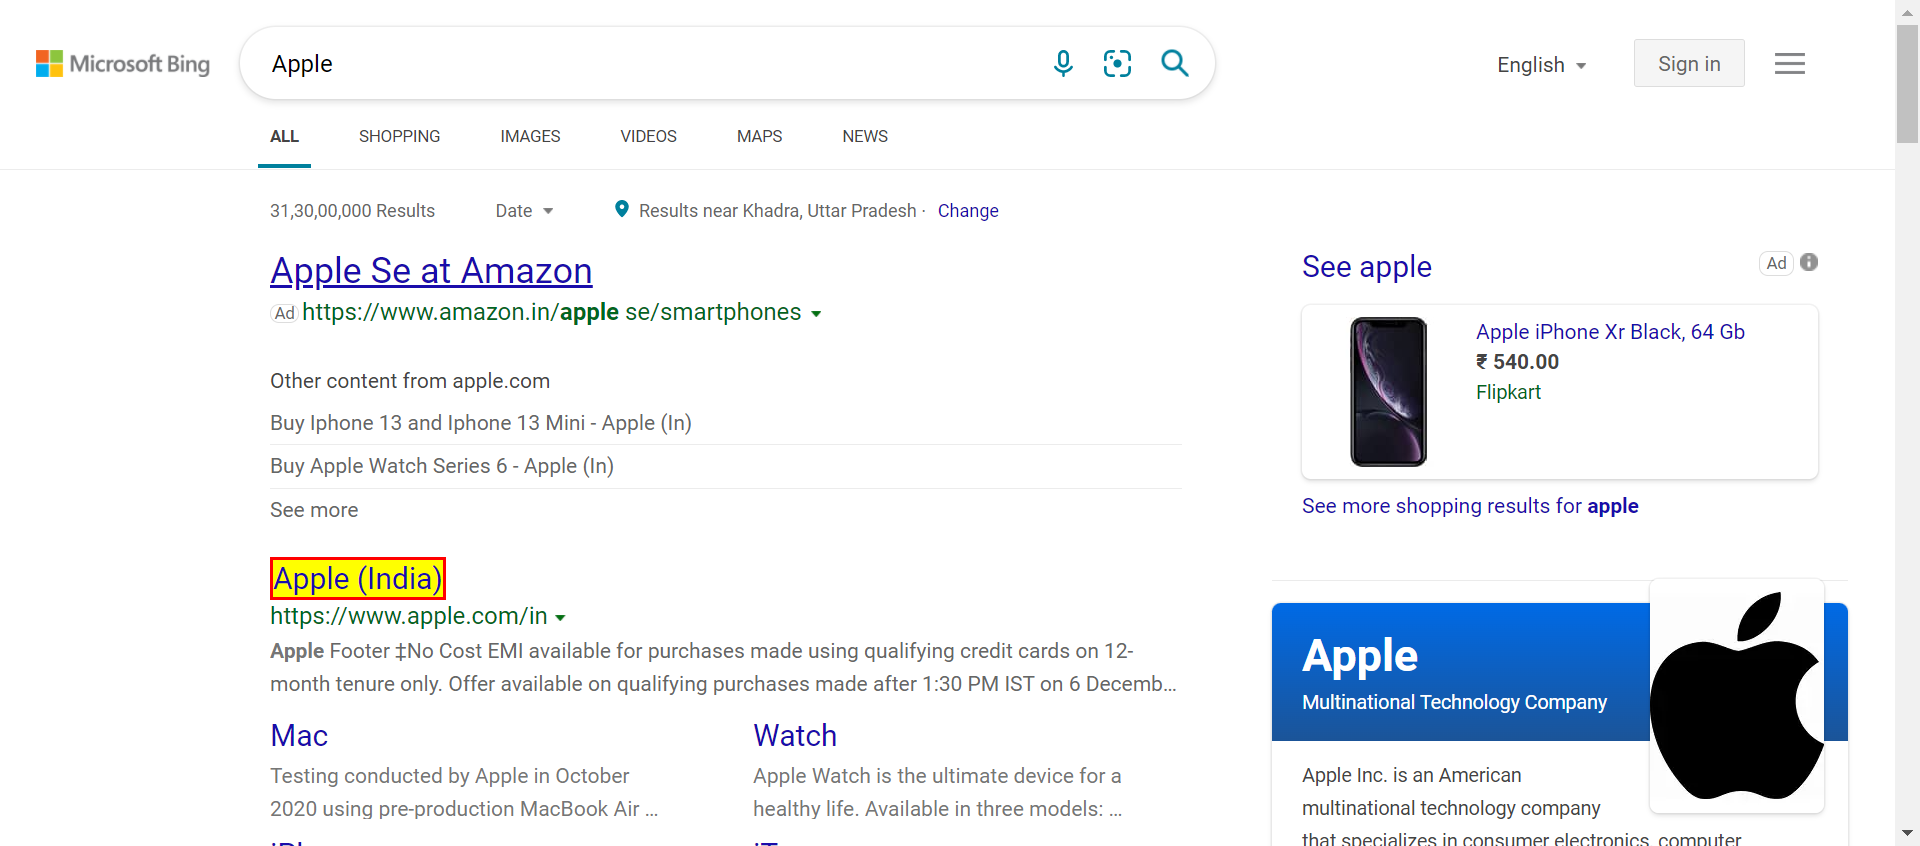 Microsoft Bing
Apple
English
Sign in
ALL
SHOPPING
IMAGES
VIDEOS
MAPS
NEWS
31,30,00,000 Results
Date
Results near Khadra, Uttar Pradesh ·
Change
Apple Se at Amazon
Ad https://www.amazon.in/apple se/smartphones
Other content from apple.com
Buy Iphone 13 and Iphone 13 Mini - Apple (In)
Buy Apple Watch Series 6 - Apple (In)
See more
Apple (India)
https://www.apple.com/in
Apple Footer ‡No Cost EMI available for purchases made using qualifying credit cards on 12-
month tenure only. Offer available on qualifying purchases made after 1:30 PM IST on 6 Decemb...
Mac
Testing conducted by Apple in October
2020 using pre-production MacBook Air ...
Watch
Apple Watch is the ultimate device for a
healthy life. Available in three models: ...
See apple
Ad
Apple iPhone Xr Black, 64 Gb
₹ 540.00
Flipkart
See more shopping results for apple
Apple
Multinational Technology Company
Apple Inc. is an American
multinational technology company
that specializes in consumer electronics, computer